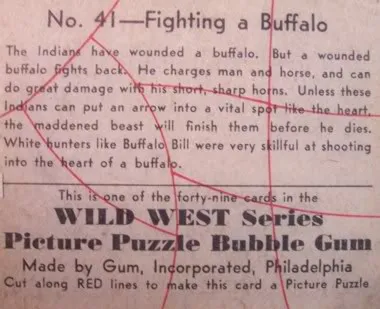 No. 41—Fighting a Buffalo
The Indians have wounded a buffalo. But a wounded
buffalo fights back. He charges man and horse, and can
do great damage with his short, sharp horns. Unless these
Indians can put an arrow into a vital spot like the heart,
the maddened beast will finish them before he dies.
White hunters like Buffalo Bill were very skillful at shooting
into the heart of a buffalo.
This is one of the forty-nine cards in the
WILD WEST Series
Picture Puzzle Bubble Gum
Made by Gum, Incorporated, Philadelphia
Cut along RED lines to make this card a Picture Puzzle